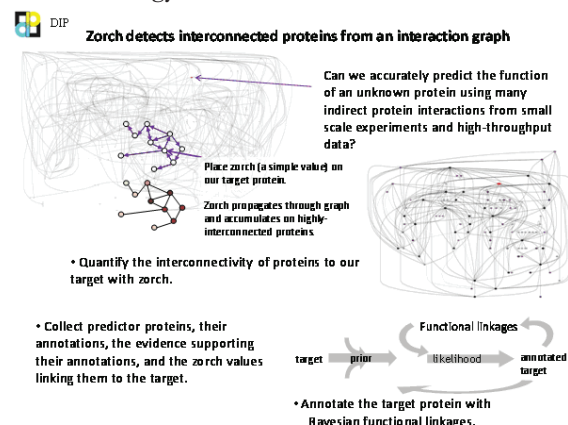 DIP
Zorch detects interconnected proteins from an interaction graph
Can we accurately predict the function
of an unknown protein using many
indirect protein interactions from small
scale experiments and high-throughput
data?
Place zorch (a simple value) on
our target protein.
Zorch propagates through graph
and accumulates on highly-
interconnected proteins.
• Quantify the interconnectivity of proteins to our
target with zorch.
• Collect predictor proteins, their
annotations, the evidence supporting
their annotations, and the zorch values
linking them to the target.
Functional linkages
target prior likelihood annotated
target
• Annotate the target protein with
Bayesian functional linkages.